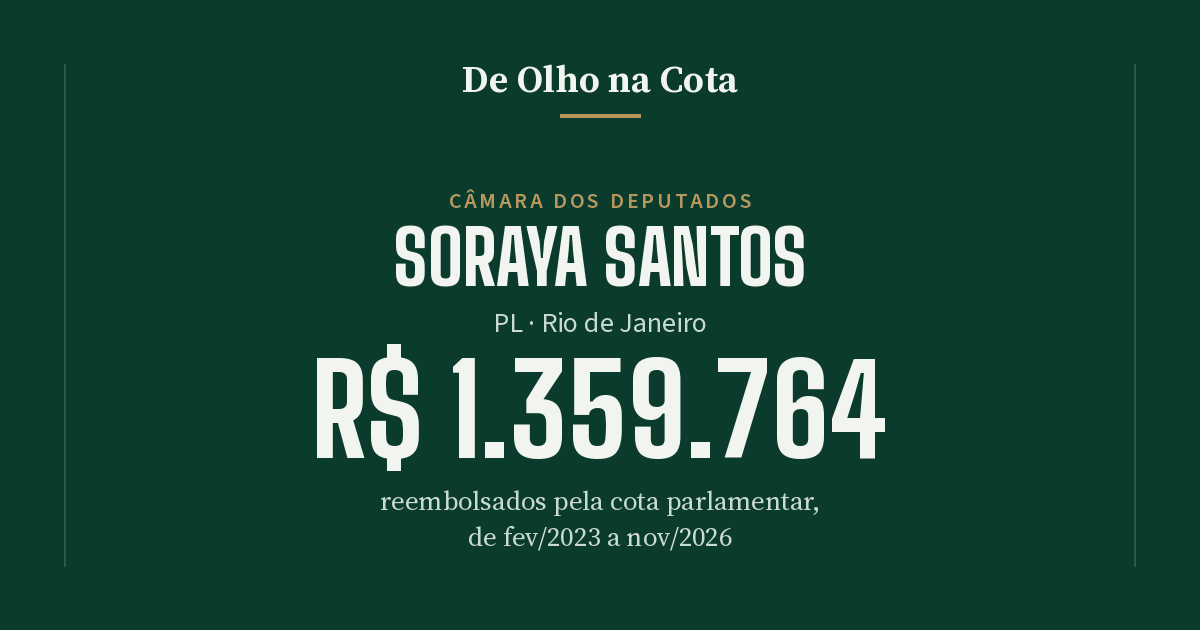 De Olho na Cota
CÂMARA DOS DEPUTADOS
SORAYA SANTOS
PL · Rio de Janeiro
R$ 1.359.764
reembolsados pela cota parlamentar,
de fev/2023 a nov/2026